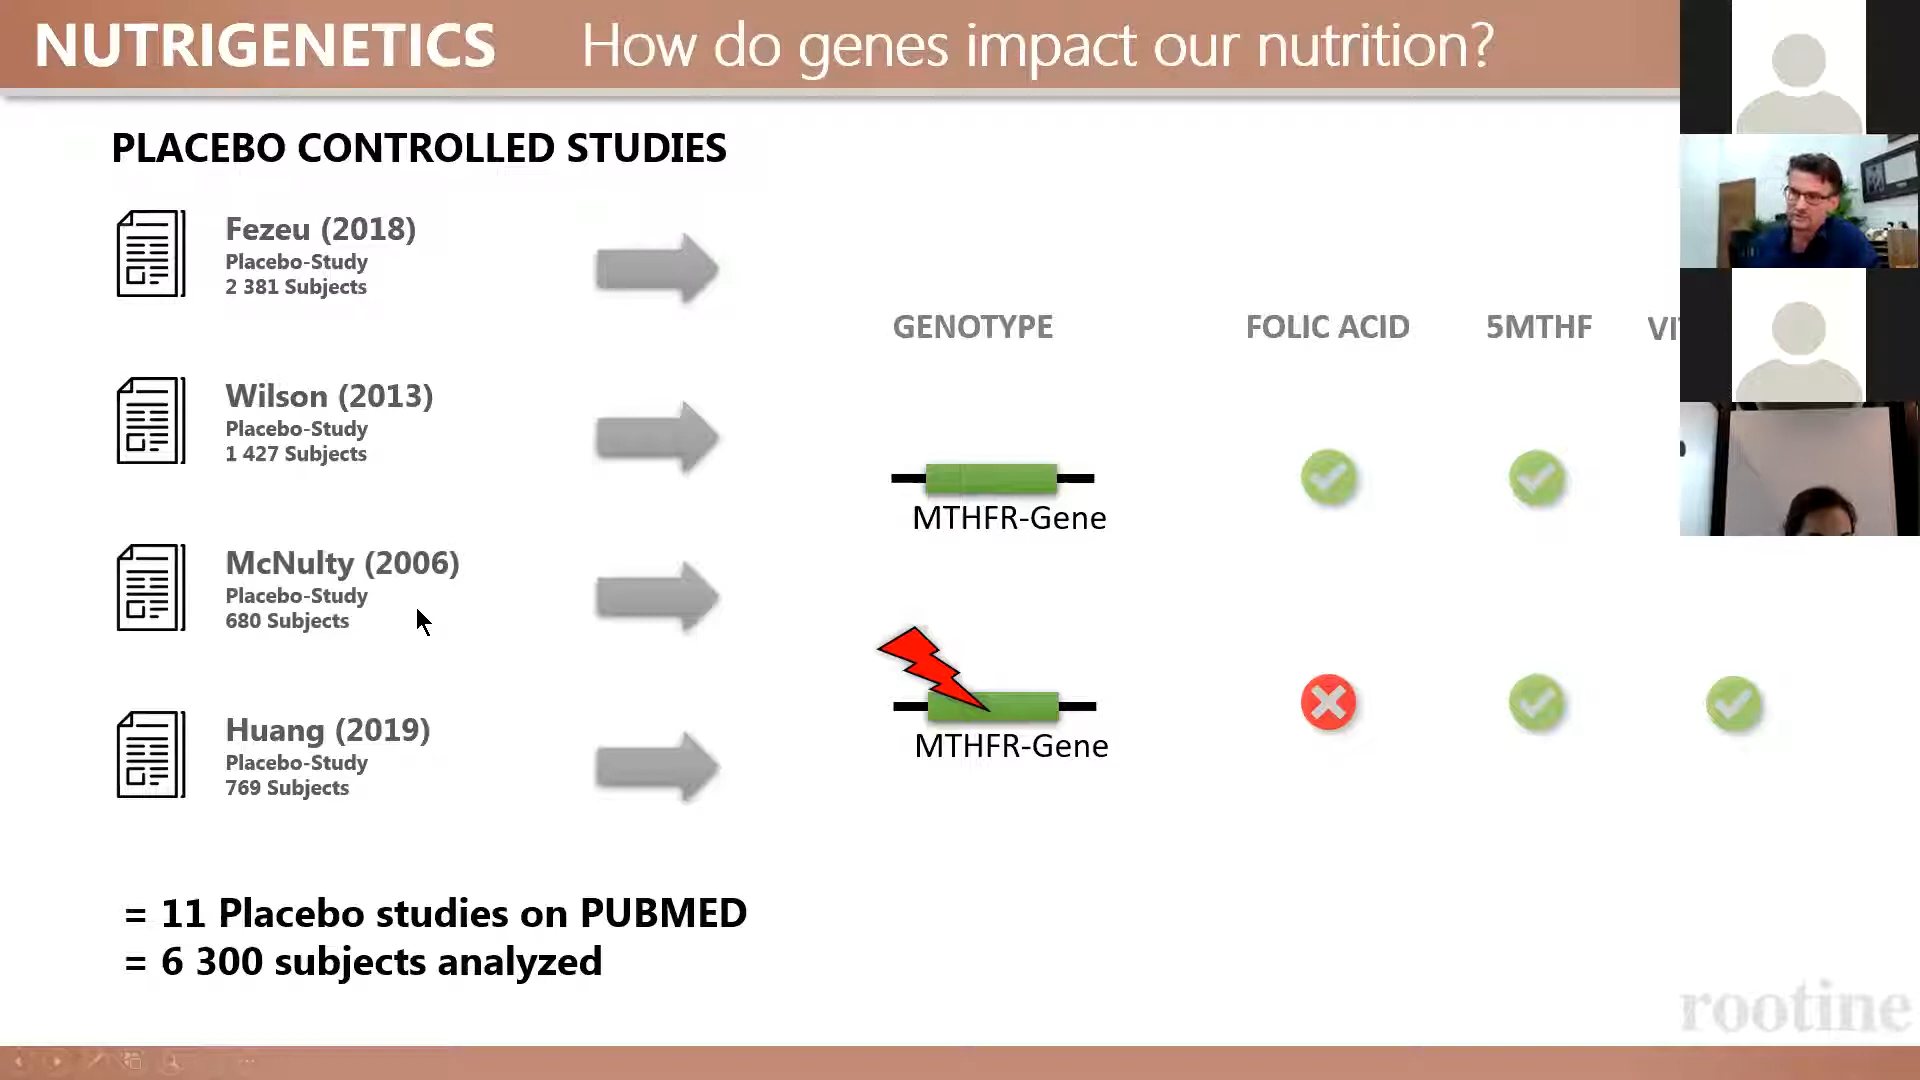 NUTRIGENETICS How do genes impact our nutrition?
PLACEBO CONTROLLED STUDIES
Fezeu (2018)
Placebo-Study
2 381 Subjects
Wilson (2013)
Placebo-Study
1 427 Subjects
McNulty (2006)
Placebo-Study
680 Subjects
Huang (2019)
Placebo-Study
769 Subjects
GENOTYPE FOLIC ACID 5MTHF
MTHFR-Gene
MTHFR-Gene
= 11 Placebo studies on PUBMED
= 6 300 subjects analyzed
rootine